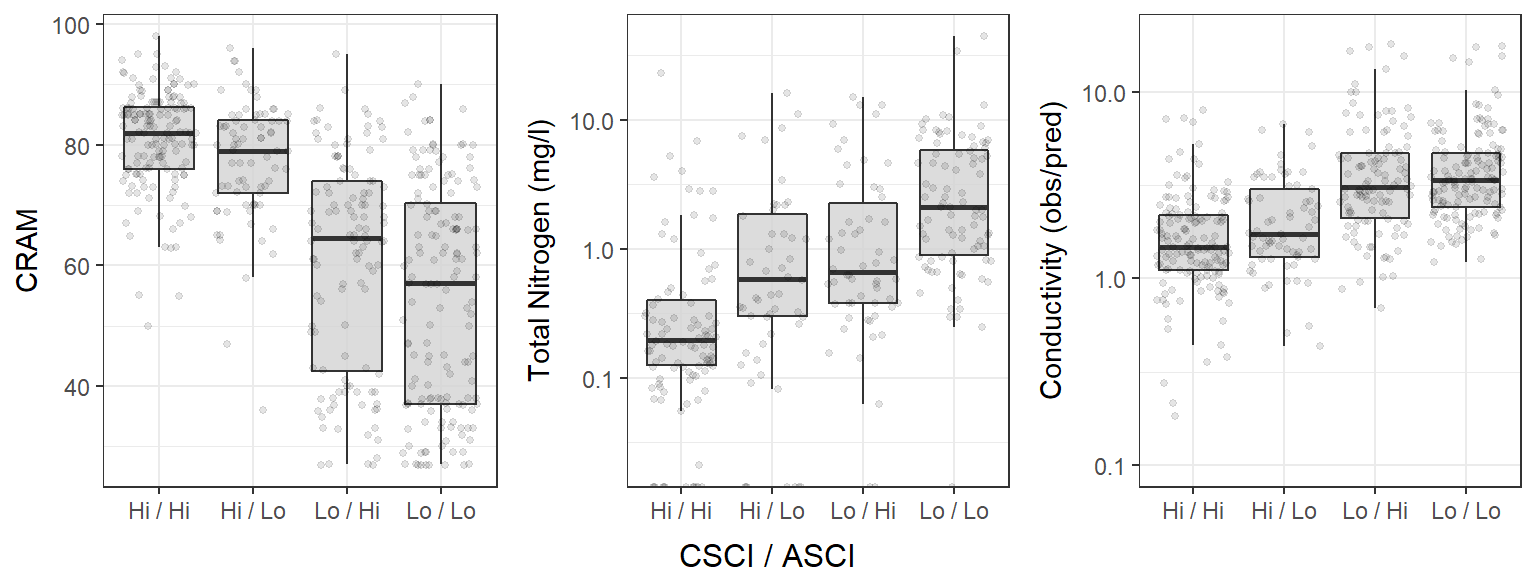 CRAM
100
80
60
40
Hi / Hi
Hi / Lo
Lo / Hi
Lo / Lo
Total Nitrogen (mg/l)
10.0
1.0
0.1
Hi / Hi
Hi / Lo
Lo / Hi
Lo / Lo
Conductivity (obs/pred)
10.0
1.0
0.1
Hi / Hi
Hi / Lo
Lo / Hi
Lo / Lo
CSCI / ASCI